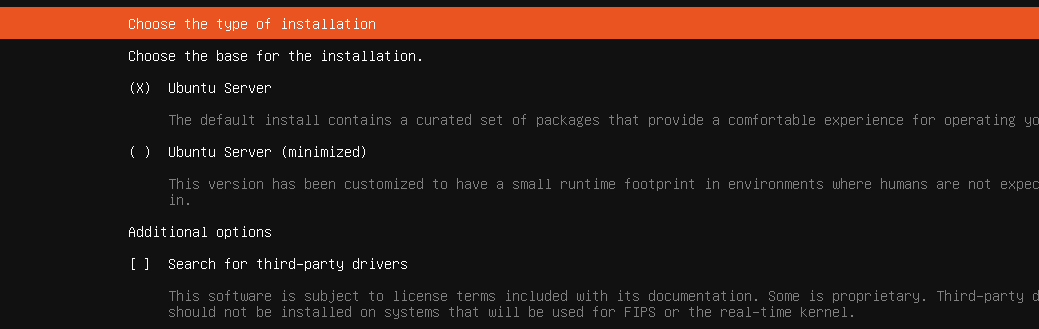 Choose the type of installation
Choose the base for the installation.
(X) Ubuntu Server
The default install contains a curated set of packages that provide a comfortable experience for operating
( ) Ubuntu Server (minimized)
This version has been customized to have a small runtime footprint in environments where humans are not
in.
Additional options
[ ] Search for third-party drivers
This software is subject to license terms included with its documentation. Some is proprietary. Third-party
should not be installed on systems that will be used for FIPS or the real-time kernel.